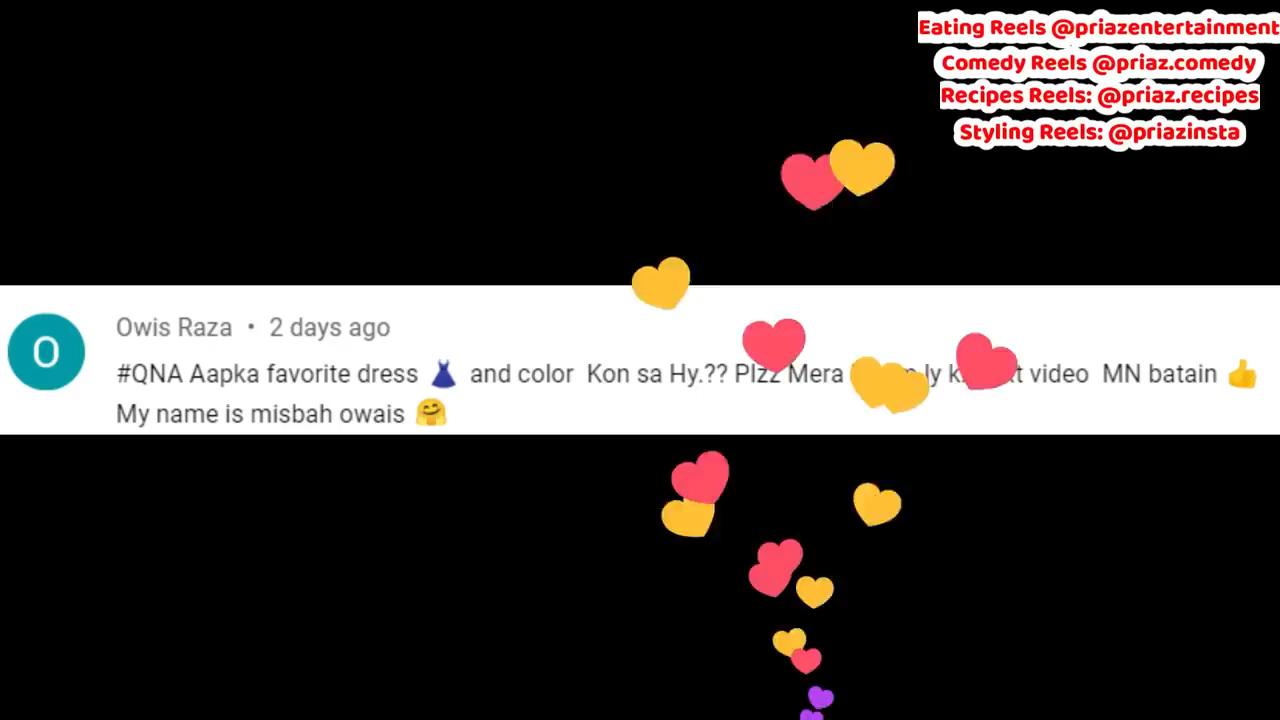 Eating Reels @priazentertainment
Comedy Reels @priaz.comedy
Recipes Reels: @priaz.recipes
Styling Reels: @priazinsta
O
Owis Raza • 2 days ago
#QNA Aapka favorite dress 👗 and color Kon sa Hy.?? Plzz Mera video MN batain 👍
My name is misbah owais 🤗